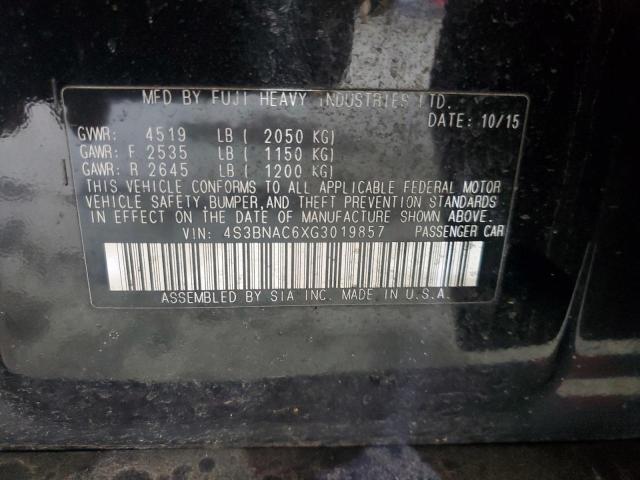 MFD BY FUJI HEAVY INDUSTRIES LTD.
DATE: 10/15
GVWR: 4519 LB ( 2050 KG)
GAWR: F 2535 LB ( 1150 KG)
GAWR: R 2645 LB ( 1200 KG)
THIS VEHICLE CONFORMS TO ALL APPLICABLE FEDERAL MOTOR
VEHICLE SAFETY, BUMPER, AND THEFT PREVENTION STANDARDS
IN EFFECT ON THE DATE OF MANUFACTURE SHOWN ABOVE.
VIN: 4S3BNAC6XG3019857 PASSENGER CAR
ASSEMBLED BY SIA INC. MADE IN U.S.A.